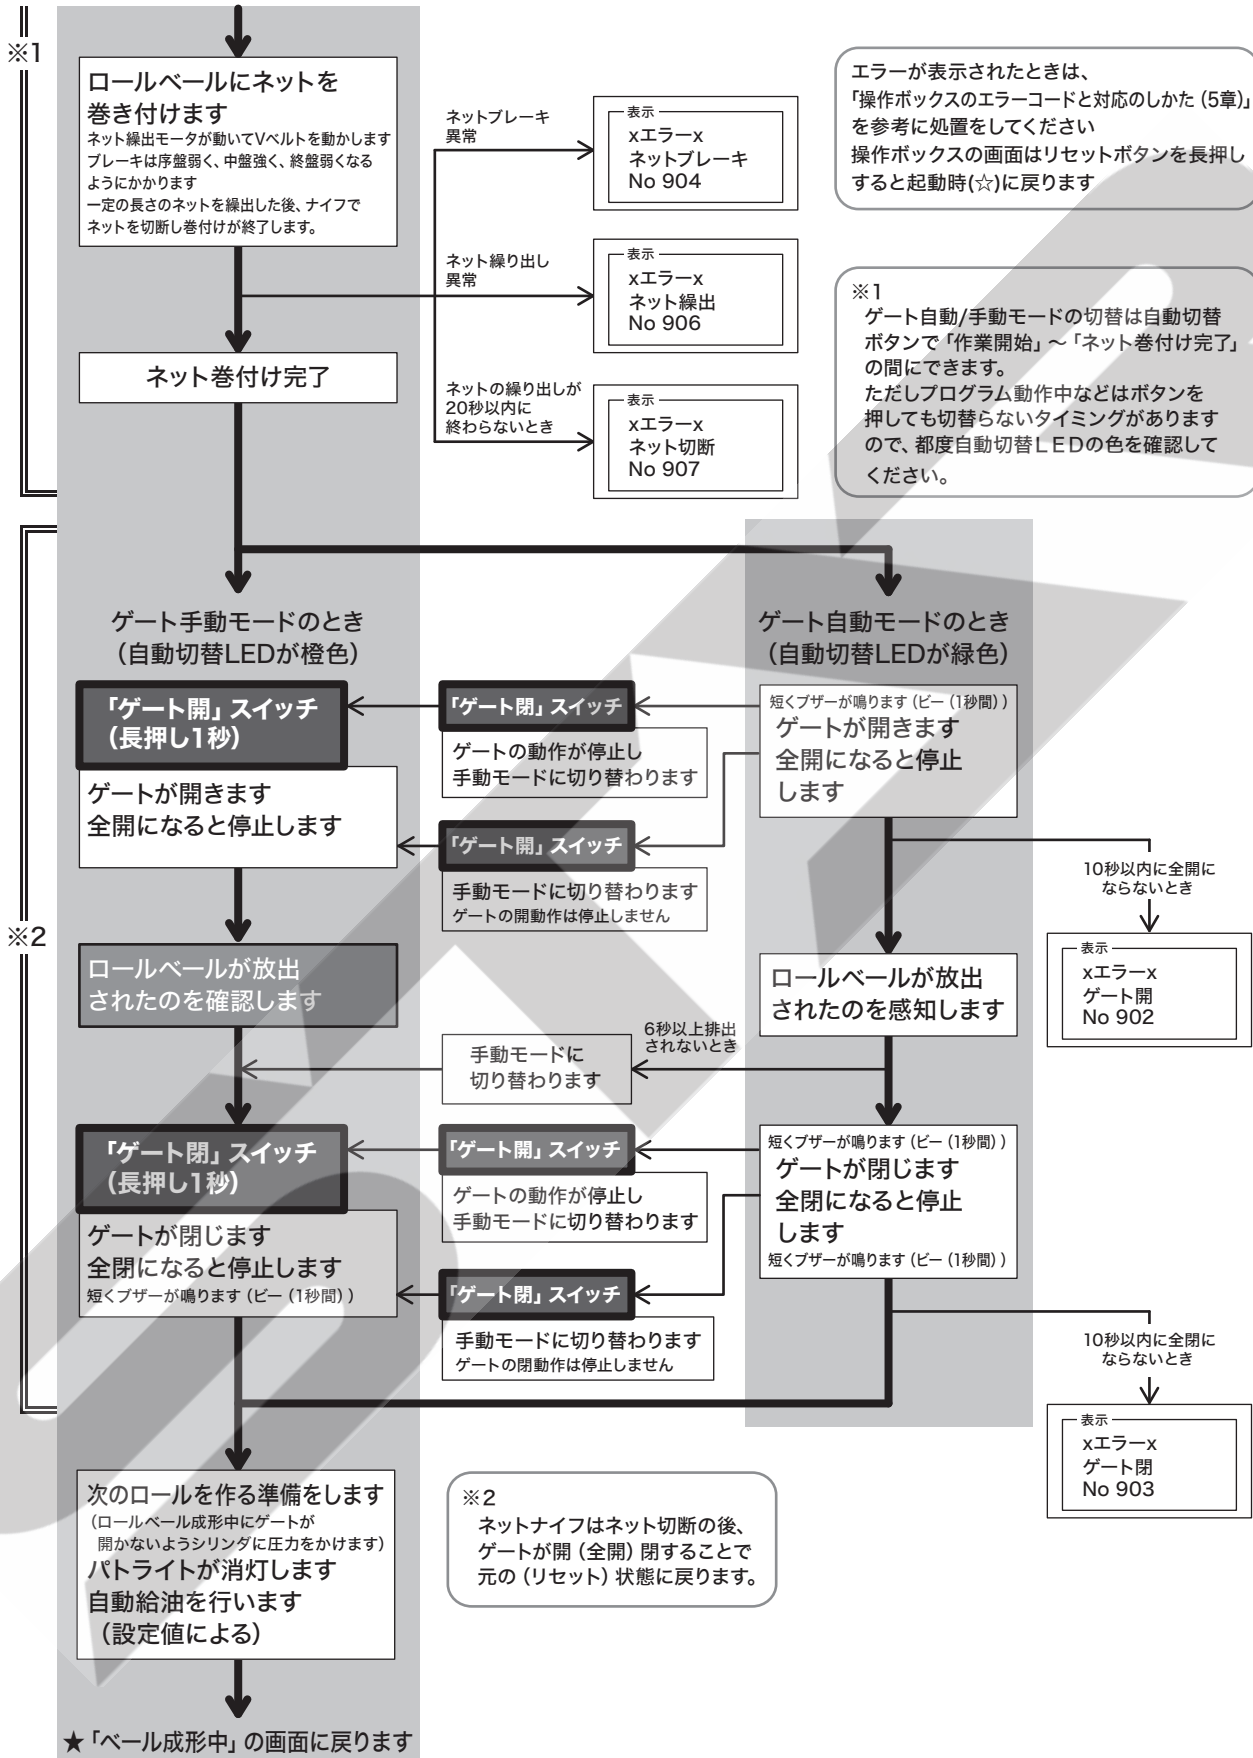 ※1
ロールベールにネットを
巻き付けます
ネット繰出モータが動いてVベルトを動かします
ブレーキは序盤弱く、中盤強く、終盤弱くなる
ようにかかります
一定の長さのネットを繰出した後、ナイフで
ネットを切断し巻付けが終了します。
ネットブレーキ
異常
表示
xエラーx
ネットブレーキ
No 904
エラーが表示されたときは、
「操作ボックスのエラーコードと対応のしかた (5章)」
を参考に処置をしてください
操作ボックスの画面はリセットボタンを長押し
すると起動時(☆)に戻ります
ネット繰り出し
異常
表示
xエラーx
ネット繰出
No 906
※1
ゲート自動/手動モードの切替は自動切替
ボタンで「作業開始」～「ネット巻付け完了」
の間にできます。
ただしプログラム動作中などはボタンを
押しても切替らないタイミングがあります
ので、都度自動切替LEDの色を確認して
ください。
ネット巻付け完了
ネットの繰り出しが
20秒以内に
終わらないとき
表示
xエラーx
ネット切断
No 907
※2
ゲート手動モードのとき
（自動切替LEDが橙色）
ゲート自動モードのとき
（自動切替LEDが緑色）
「ゲート開」スイッチ
（長押し1秒）
ゲートが開きます
全開になると停止します
「ゲート閉」スイッチ
ゲートの動作が停止し
手動モードに切り替わります
「ゲート開」スイッチ
手動モードに切り替わります
ゲートの開動作は停止しません
短くブザーが鳴ります（ビー（1秒間））
ゲートが開きます
全開になると停止
します
10秒以内に全開に
ならないとき
表示
xエラーx
ゲート開
No 902
ロールベールが放出
されたのを確認します
ロールベールが放出
されたのを感知します
6秒以上排出
されないとき
手動モードに
切り替わります
「ゲート閉」スイッチ
（長押し1秒）
ゲートが閉じます
全閉になると停止します
短くブザーが鳴ります（ビー（1秒間））
「ゲート開」スイッチ
ゲートの動作が停止し
手動モードに切り替わります
「ゲート閉」スイッチ
手動モードに切り替わります
ゲートの閉動作は停止しません
短くブザーが鳴ります（ビー（1秒間））
ゲートが閉じます
全閉になると停止
します
短くブザーが鳴ります（ビー（1秒間））
10秒以内に全閉に
ならないとき
表示
xエラーx
ゲート閉
No 903
次のロールを作る準備をします
（ロールベール成形中にゲートが
開かないようシリンダに圧力をかけます）
パトライトが消灯します
自動給油を行います
（設定値による）
※2
ネットナイフはネット切断の後、
ゲートが開（全開）閉することで
元の（リセット）状態に戻ります。
★「ベール成形中」の画面に戻ります